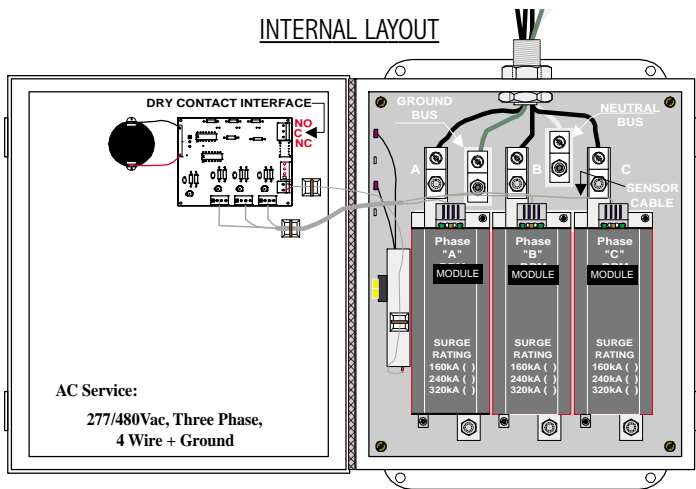 INTERNAL LAYOUT
DRY CONTACT INTERFACE
NO
C
NC
GROUND
BUS
NEUTRAL
BUS
A
B
C
SENSOR
CABLE
Phase
"A"
MODULE
SURGE
RATING
160kA ( )
240kA ( )
320kA ( )
Phase
"B"
MODULE
SURGE
RATING
160kA ( )
240kA ( )
320kA ( )
Phase
"C"
MODULE
SURGE
RATING
160kA ( )
240kA ( )
320kA ( )
AC Service:
277/480Vac, Three Phase,
4 Wire + Ground